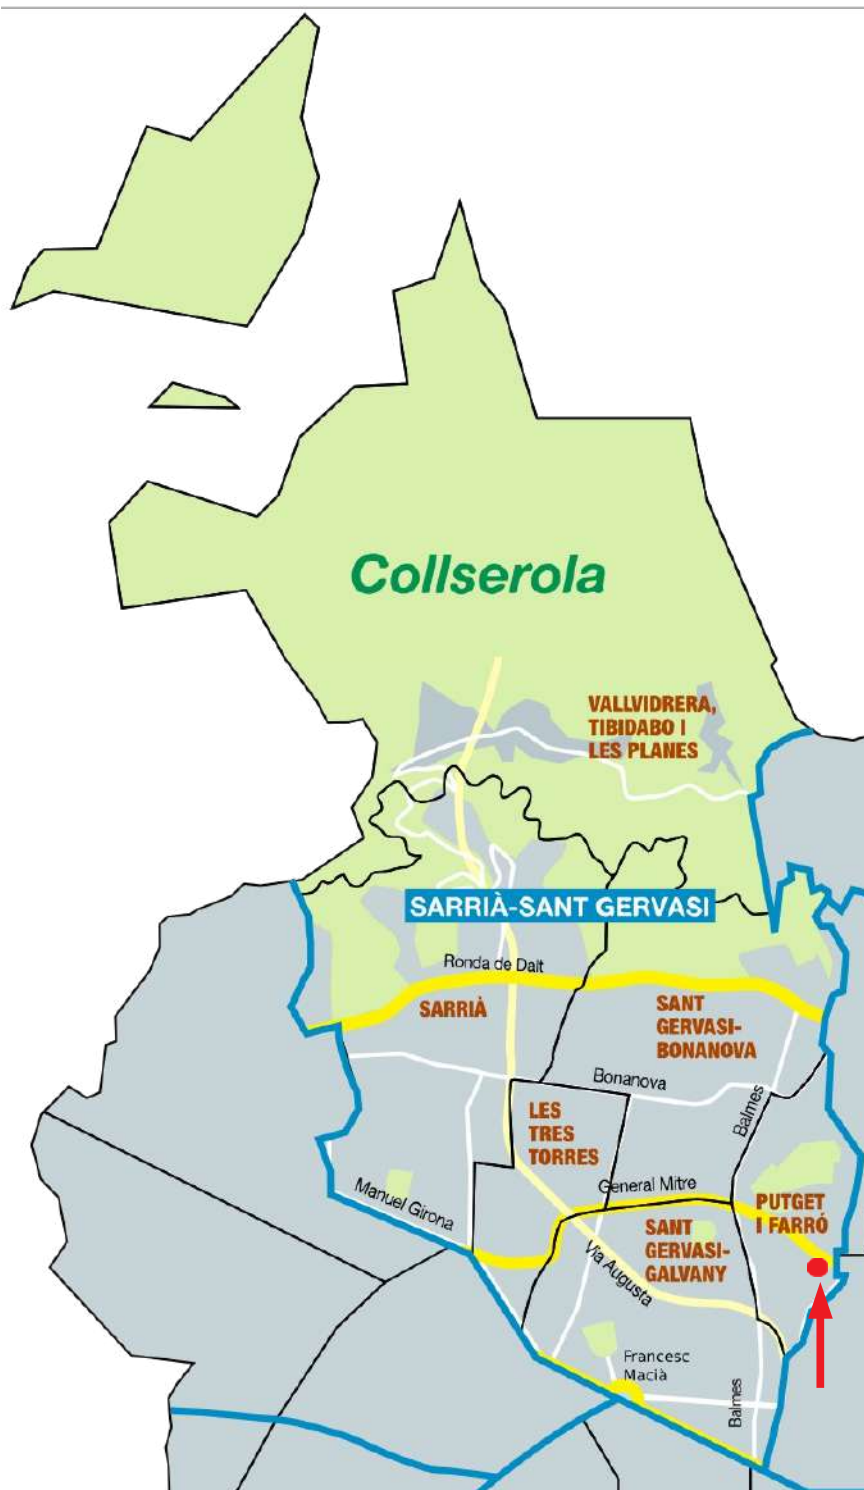 Collserola
VALLVIDRERA,
TIBIDABO I
LES PLANES
SARRIÀ-SANT GERVASI
Ronda de Dalt
SARRIÀ
SANT
GERVASI-
BONANOVA
Bonanova
Balmes
LES
TRES
TORRES
Manuel Girona
General Mitre
PUTGET
I FARRÓ
SANT
GERVASI-
GALVANY
Via Augusta
Francesc
Macià
Balmes